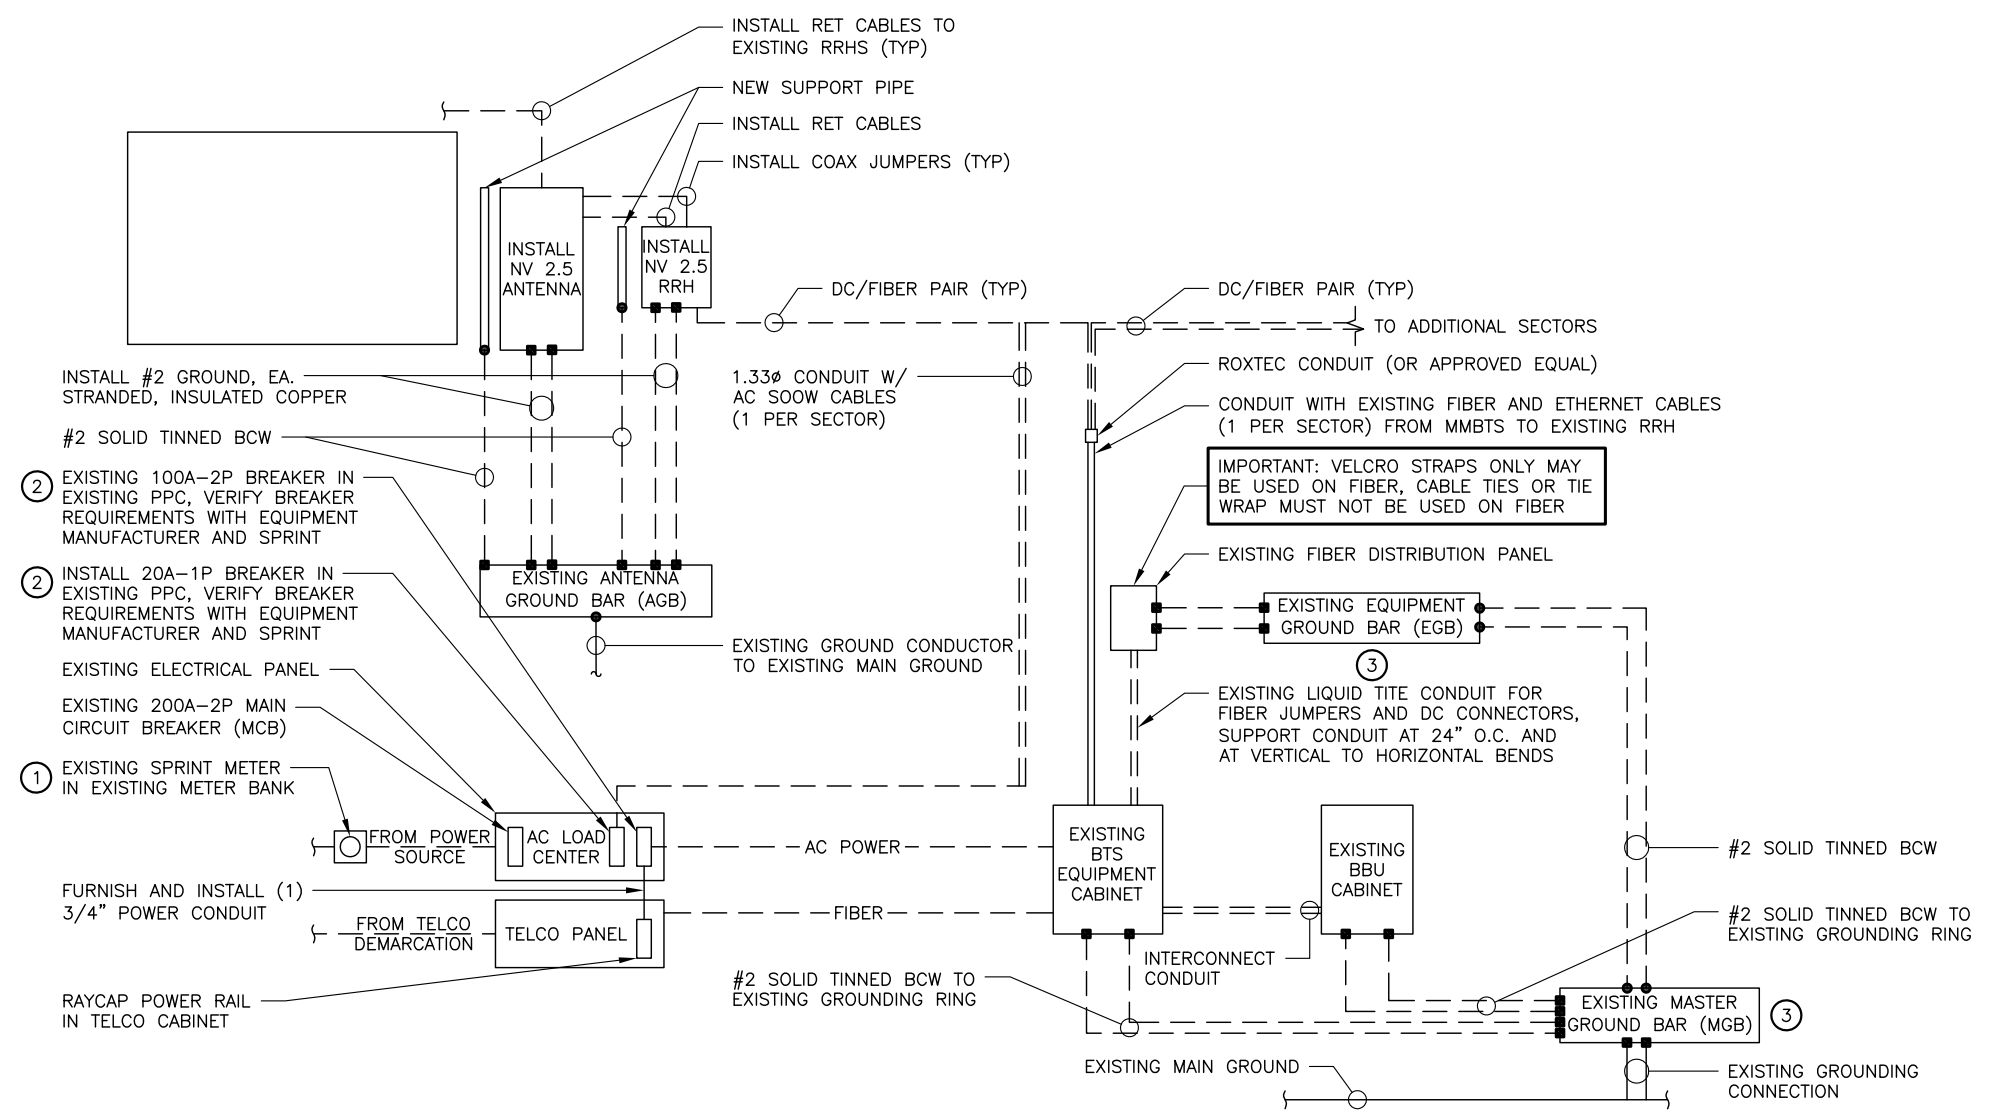 INSTALL RET CABLES TO
EXISTING RRHS (TYP)
NEW SUPPORT PIPE
INSTALL RET CABLES
INSTALL COAX JUMPERS (TYP)
INSTALL
NV 2.5
ANTENNA
INSTALL
NV 2.5
RRH
DC/FIBER PAIR (TYP)
DC/FIBER PAIR (TYP)
TO ADDITIONAL SECTORS
ROXTEC CONDUIT (OR APPROVED EQUAL)
INSTALL #2 GROUND, EA.
STRANDED, INSULATED COPPER
1.33ø CONDUIT W/
AC SOOW CABLES
(1 PER SECTOR)
CONDUIT WITH EXISTING FIBER AND ETHERNET CABLES
(1 PER SECTOR) FROM MMBTS TO EXISTING RRH
#2 SOLID TINNED BCW
IMPORTANT: VELCRO STRAPS ONLY MAY
BE USED ON FIBER, CABLE TIES OR TIE
WRAP MUST NOT BE USED ON FIBER
2
EXISTING 100A-2P BREAKER IN
EXISTING PPC, VERIFY BREAKER
REQUIREMENTS WITH EQUIPMENT
MANUFACTURER AND SPRINT
EXISTING FIBER DISTRIBUTION PANEL
2
INSTALL 20A-1P BREAKER IN
EXISTING PPC, VERIFY BREAKER
REQUIREMENTS WITH EQUIPMENT
MANUFACTURER AND SPRINT
EXISTING ANTENNA
GROUND BAR (AGB)
EXISTING EQUIPMENT
GROUND BAR (EGB)
3
EXISTING GROUND CONDUCTOR
TO EXISTING MAIN GROUND
EXISTING ELECTRICAL PANEL
EXISTING 200A-2P MAIN
CIRCUIT BREAKER (MCB)
EXISTING LIQUID TITE CONDUIT FOR
FIBER JUMPERS AND DC CONNECTORS,
SUPPORT CONDUIT AT 24" O.C. AND
AT VERTICAL TO HORIZONTAL BENDS
1
EXISTING SPRINT METER
IN EXISTING METER BANK
FROM POWER
SOURCE
AC LOAD
CENTER
AC POWER
EXISTING
BTS
EQUIPMENT
CABINET
EXISTING
BBU
CABINET
#2 SOLID TINNED BCW
FURNISH AND INSTALL (1)
3/4" POWER CONDUIT
FROM TELCO
DEMARCATION
TELCO PANEL
FIBER
#2 SOLID TINNED BCW TO
EXISTING GROUNDING RING
INTERCONNECT
CONDUIT
#2 SOLID TINNED BCW TO
EXISTING GROUNDING RING
RAYCAP POWER RAIL
IN TELCO CABINET
EXISTING MASTER
GROUND BAR (MGB)
3
EXISTING MAIN GROUND
EXISTING GROUNDING
CONNECTION